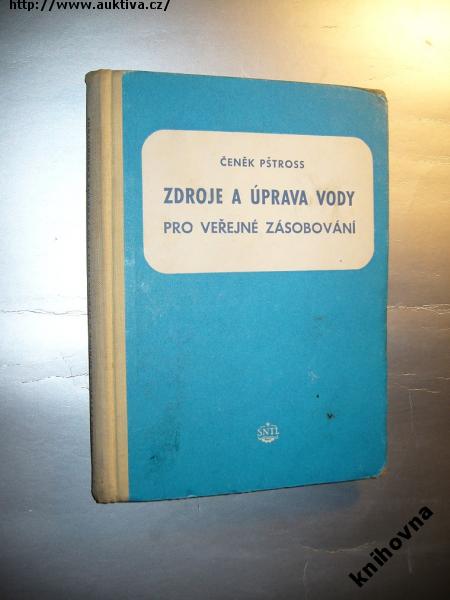 http://www.auktiva.cz/
ČENĚK PŠTROSS
ZDROJE A ÚPRAVA VODY
PRO VEŘEJNÉ ZÁSOBOVÁNÍ
SNTL
knihovna